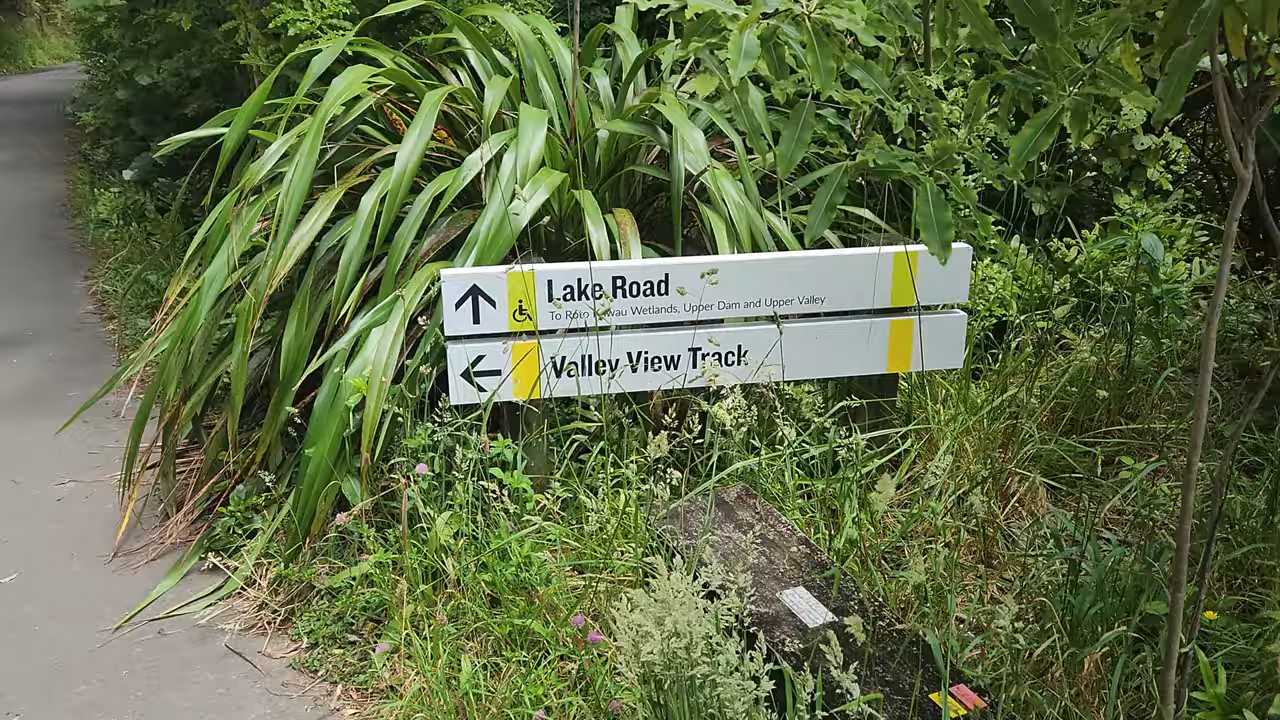 Lake Road
To Roto Wetlands, Upper Dam and Upper Valley
Valley View Track